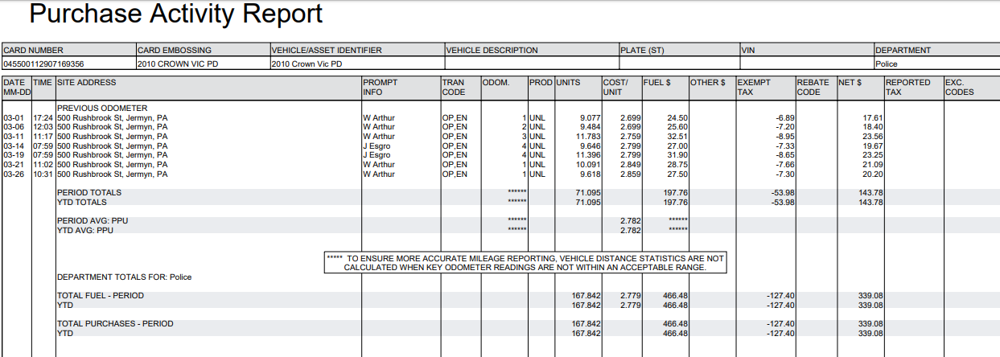 Purchase Activity Report
CARD NUMBER CARD EMBOSSING VEHICLE/ASSET IDENTIFIER VEHICLE DESCRIPTION PLATE (ST) VIN DEPARTMENT
045500112907169356 2010 CROWN VIC PD 2010 Crown Vic PD Police
DATE TIME SITE ADDRESS PROMPT TRAN ODOM. PROD UNITS COST/ FUEL $ OTHER $ EXEMPT REBATE NET $ REPORTED EXC.
MM-DD INFO CODE UNIT TAX CODE TAX CODES
PREVIOUS ODOMETER
03-01 17:24 500 Rushbrook St, Jermyn, PA W Arthur OP,EN 1 UNL 9.077 2.699 24.50 -6.89 17.61
03-06 12:03 500 Rushbrook St, Jermyn, PA W Arthur OP,EN 2 UNL 9.484 2.699 25.60 -7.20 18.40
03-11 11:17 500 Rushbrook St, Jermyn, PA W Arthur OP,EN 3 UNL 11.783 2.759 32.51 -8.95 23.56
03-14 07:59 500 Rushbrook St, Jermyn, PA J Esgro OP,EN 4 UNL 9.646 2.799 27.00 -7.33 19.67
03-19 07:59 500 Rushbrook St, Jermyn, PA J Esgro OP,EN 4 UNL 11.396 2.799 31.90 -8.65 23.25
03-21 11:02 500 Rushbrook St, Jermyn, PA W Arthur OP,EN 1 UNL 10.091 2.849 28.75 -7.66 21.09
03-26 10:31 500 Rushbrook St, Jermyn, PA W Arthur OP,EN 1 UNL 9.618 2.859 27.50 -7.30 20.20
PERIOD TOTALS ****** 71.095 197.76 -53.98 143.78
YTD TOTALS ****** 71.095 197.76 -53.98 143.78
PERIOD AVG: PPU ****** 2.782 ******
YTD AVG: PPU ****** 2.782 ******
***** TO ENSURE MORE ACCURATE MILEAGE REPORTING, VEHICLE DISTANCE STATISTICS ARE NOT
CALCULATED WHEN KEY ODOMETER READINGS ARE NOT WITHIN AN ACCEPTABLE RANGE.
DEPARTMENT TOTALS FOR: Police
TOTAL FUEL - PERIOD 167.842 2.779 466.48 -127.40 339.08
YTD 167.842 2.779 466.48 -127.40 339.08
TOTAL PURCHASES - PERIOD 167.842 466.48 -127.40 339.08
YTD 167.842 466.48 -127.40 339.08